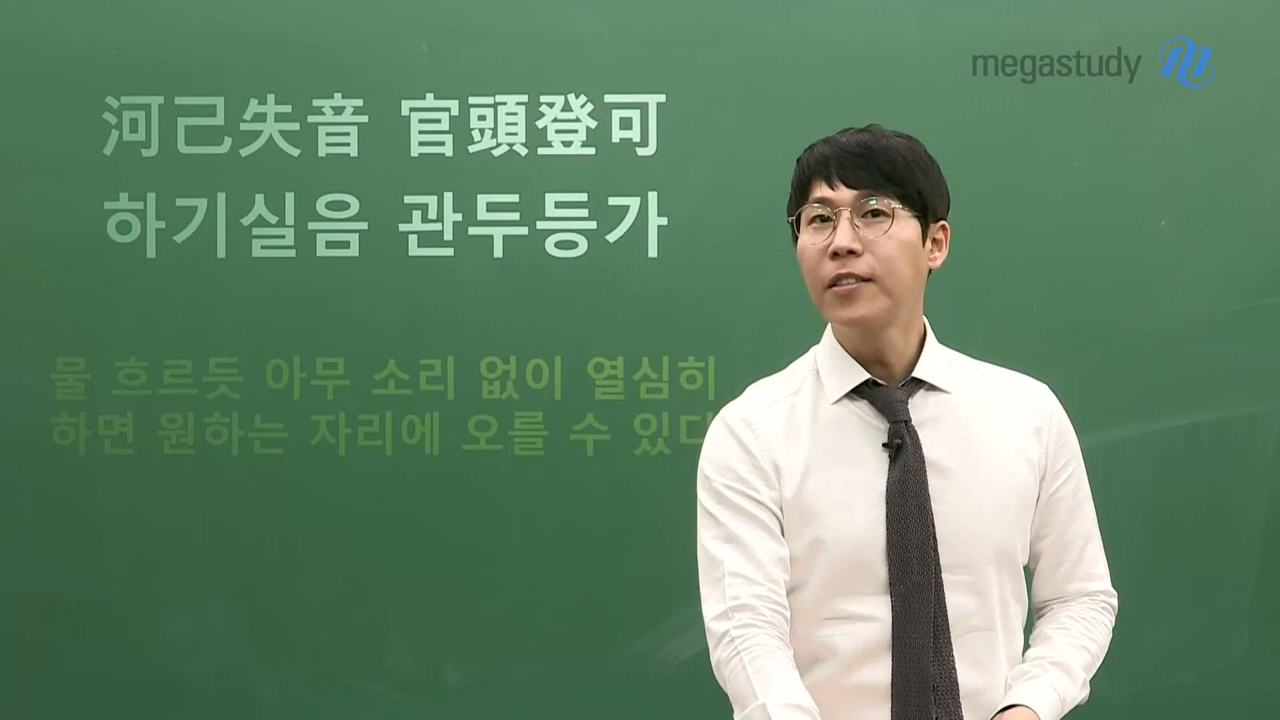 megastudy
河己失音 官頭登可
하기실음 관두등가
물 흐르듯 아무 소리 없이 열심히
하면 원하는 자리에 오를 수 있다